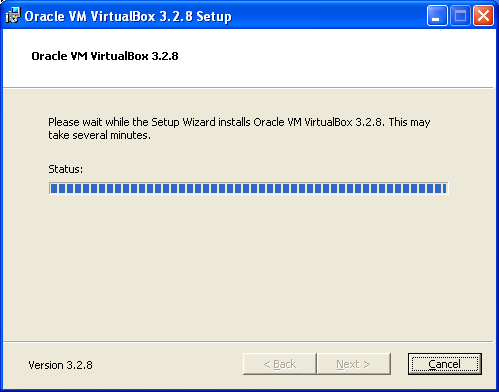 Oracle VM VirtualBox 3.2.8 Setup
Oracle VM VirtualBox 3.2.8
Please wait while the Setup Wizard installs Oracle VM VirtualBox 3.2.8. This may
take several minutes.
Status:
Version 3.2.8
< Back
Next >
Cancel